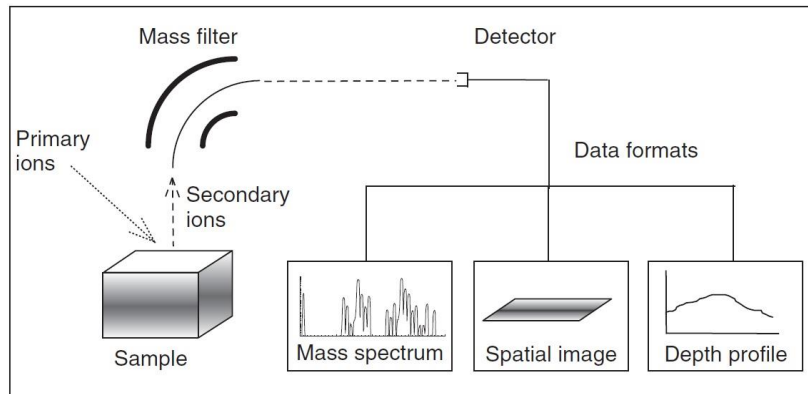 Mass filter
Detector
Primary
ions
Secondary
ions
Data formats
Sample
Mass spectrum
Spatial image
Depth profile